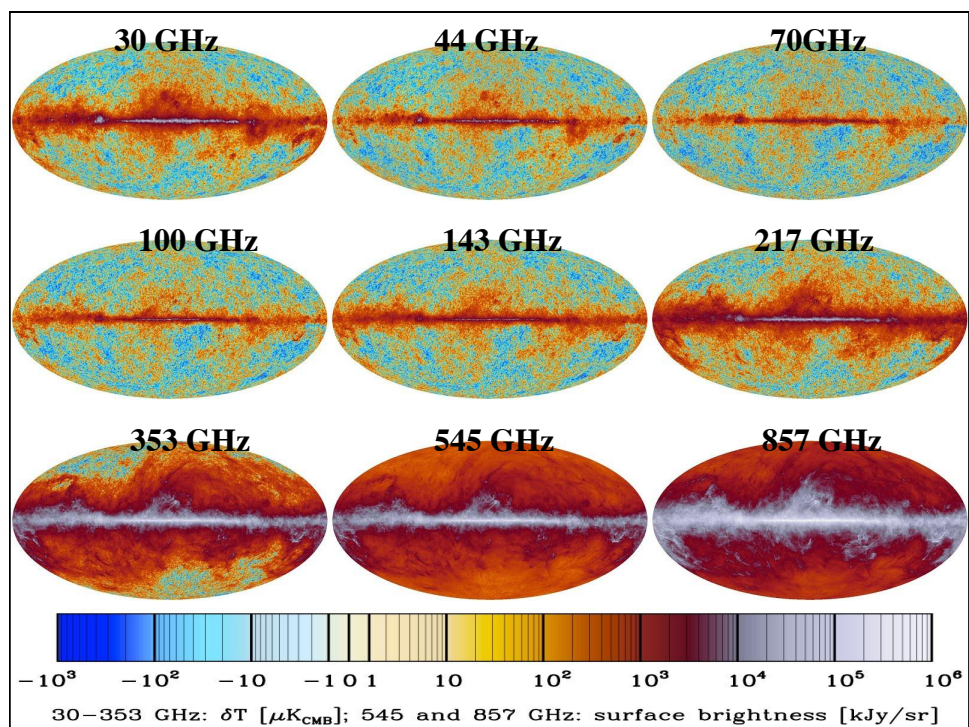 30 GHz 44 GHz 70GHz
100 GHz 143 GHz 217 GHz
353 GHz 545 GHz 857 GHz
−10³ −10² −10 −1 0 1 10 10² 10³ 10⁴ 10⁵ 10⁶
30−353 GHz: δT [μK_CMB]; 545 and 857 GHz: surface brightness [kJy/sr]